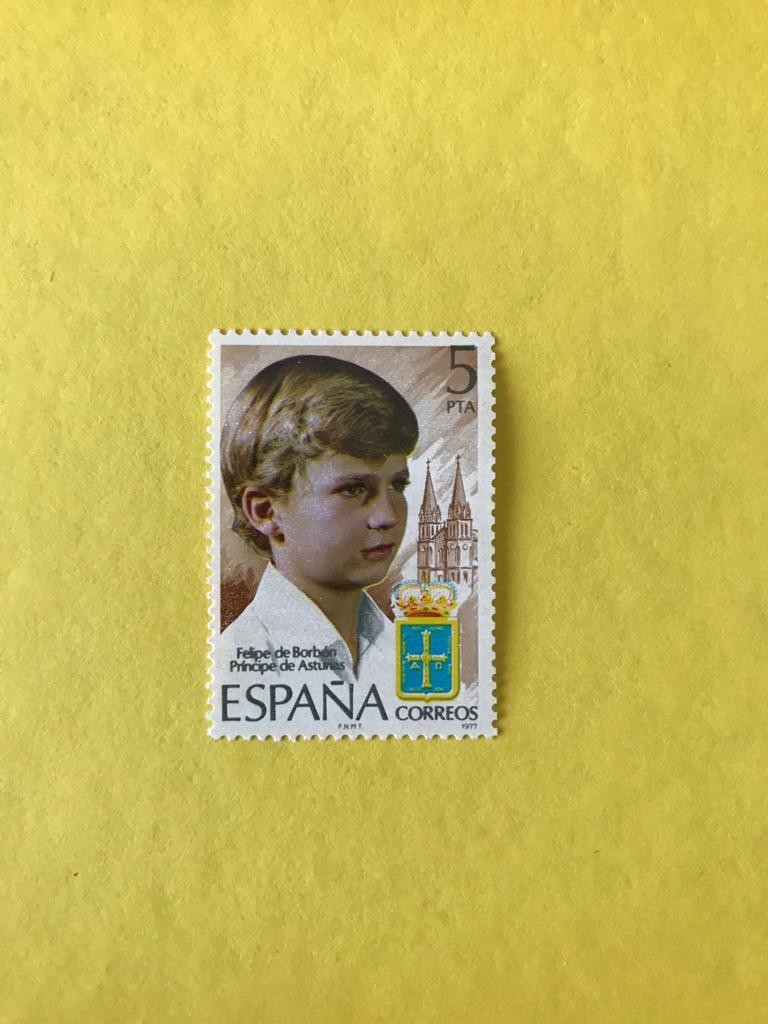 5
PTA
Felipe de Borbón
Príncipe de Asturias
ESPAÑA CORREOS
F.N.M.T. 1977
Α Ω